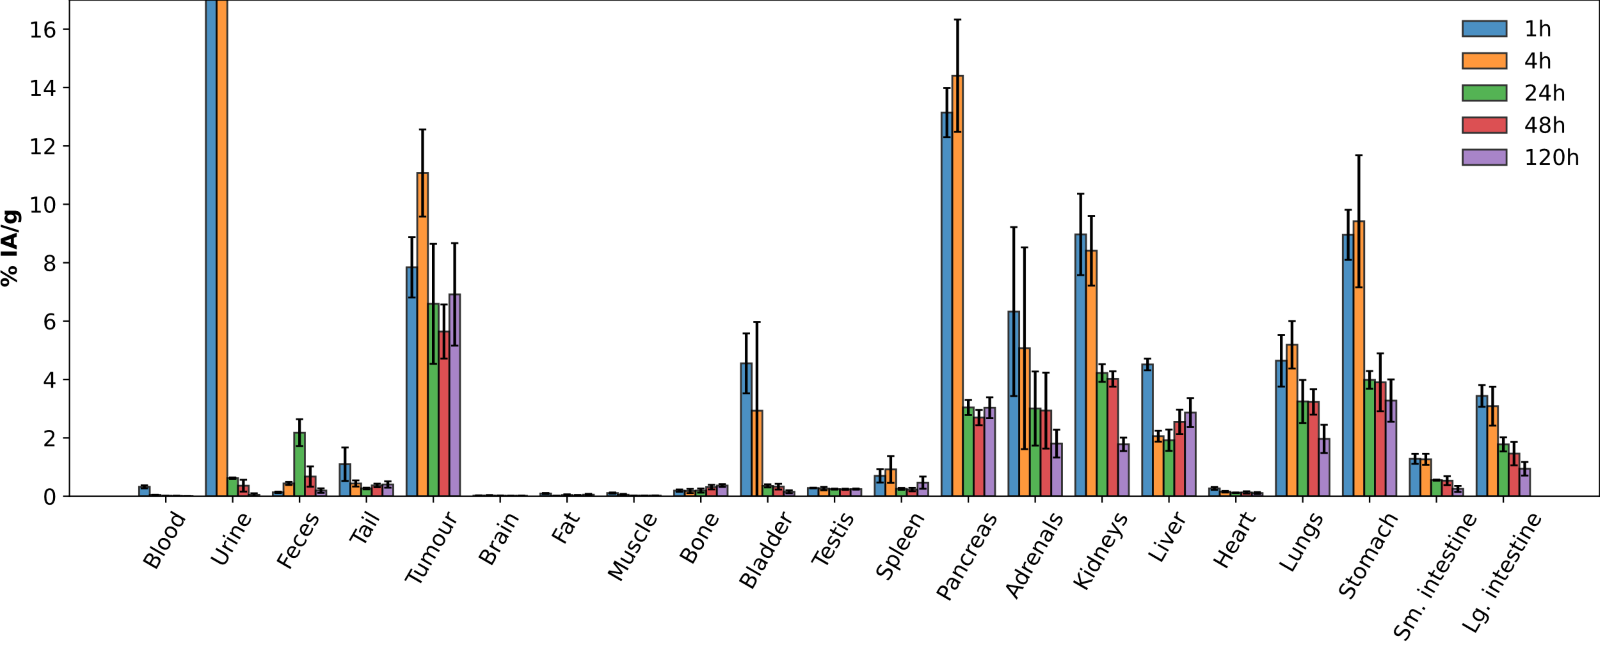 % IA/g
16
14
12
10
8
6
4
2
0
1h
4h
24h
48h
120h
Blood
Urine
Feces
Tail
Tumour
Brain
Fat
Muscle
Bone
Bladder
Testis
Spleen
Pancreas
Adrenals
Kidneys
Liver
Heart
Lungs
Stomach
Sm. intestine
Lg. intestine